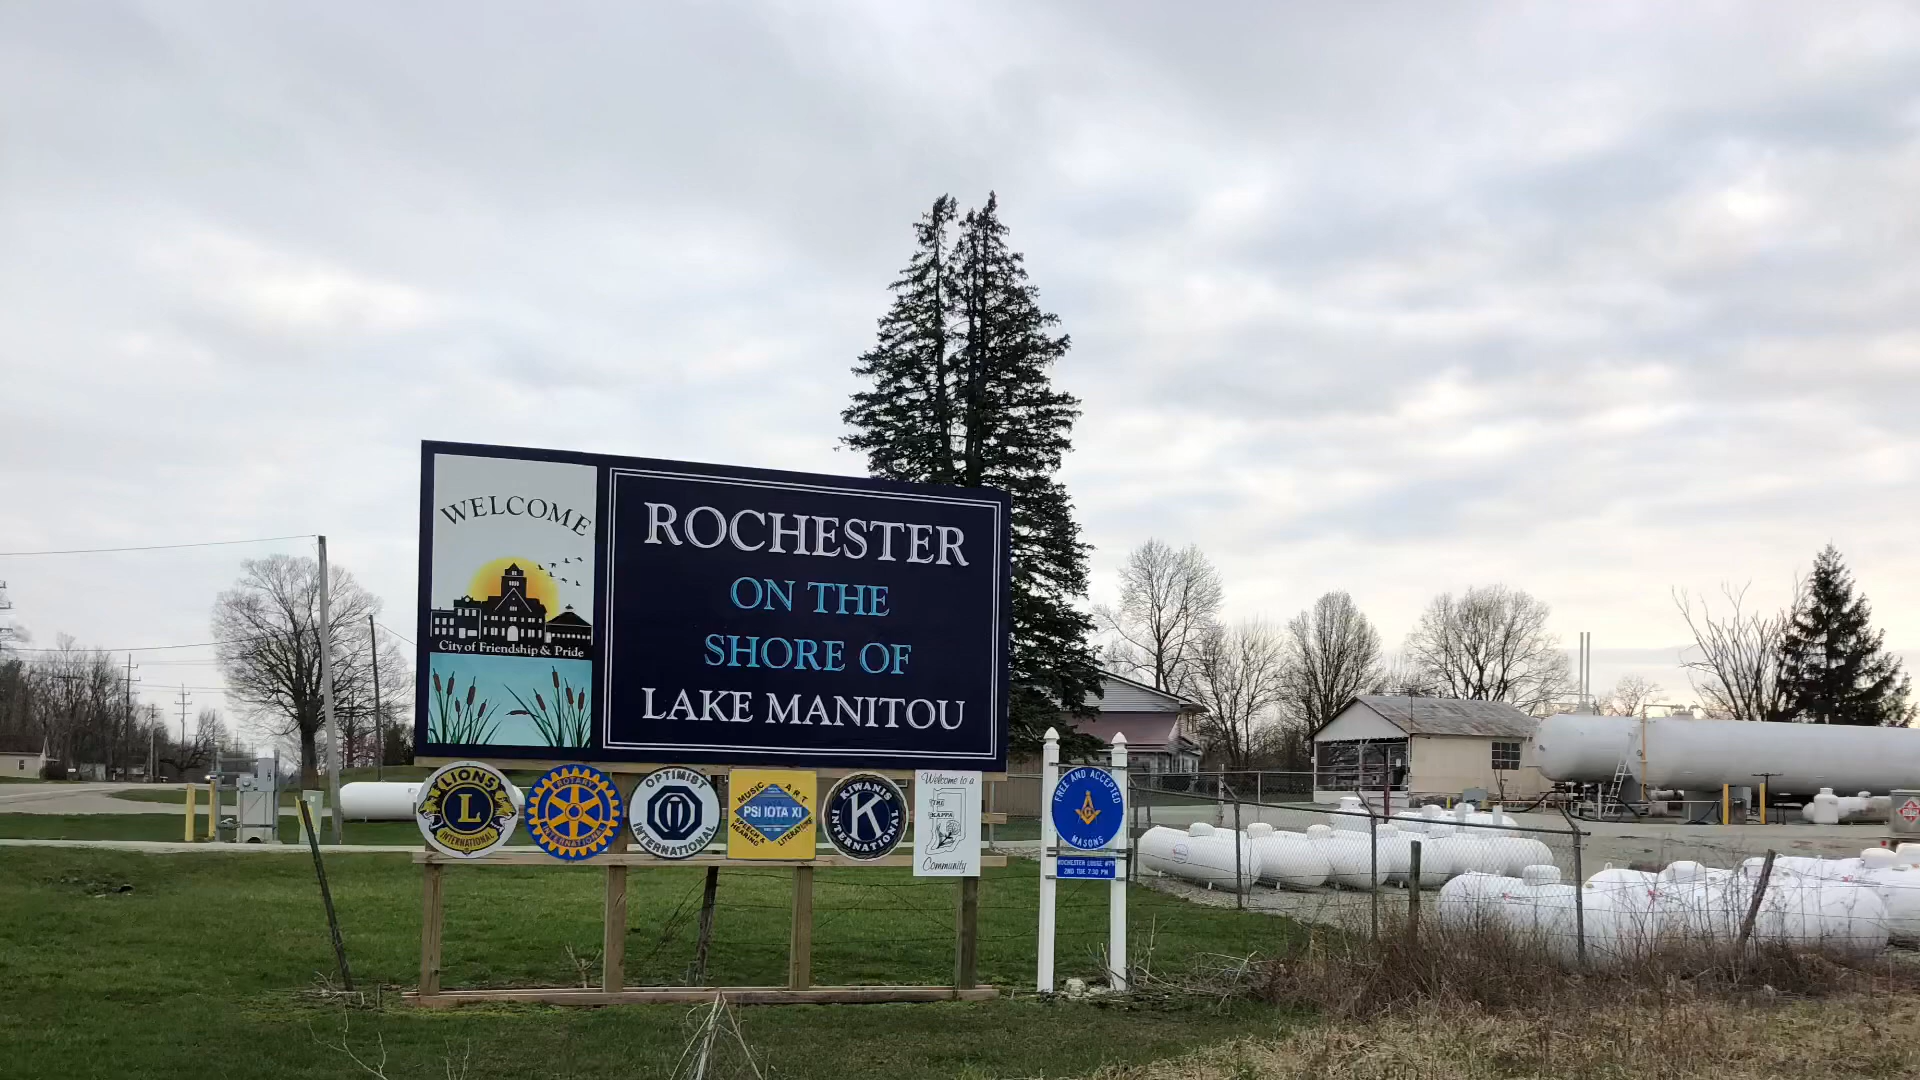 WELCOME
City of Friendship & Pride
ROCHESTER
ON THE
SHORE OF
LAKE MANITOU
LIONS
L
INTERNATIONAL
ROTARY
INTERNATIONAL
OPTIMIST
INTERNATIONAL
MUSIC ART
PSI IOTA XI
SPEECH & HEARING LITERATURE
KIWANIS
K
INTERNATIONAL
Welcome to a
KAPPA
Community
FREE AND ACCEPTED
G
MASONS
ROCHESTER LODGE #79
2ND TUE 7:30 PM